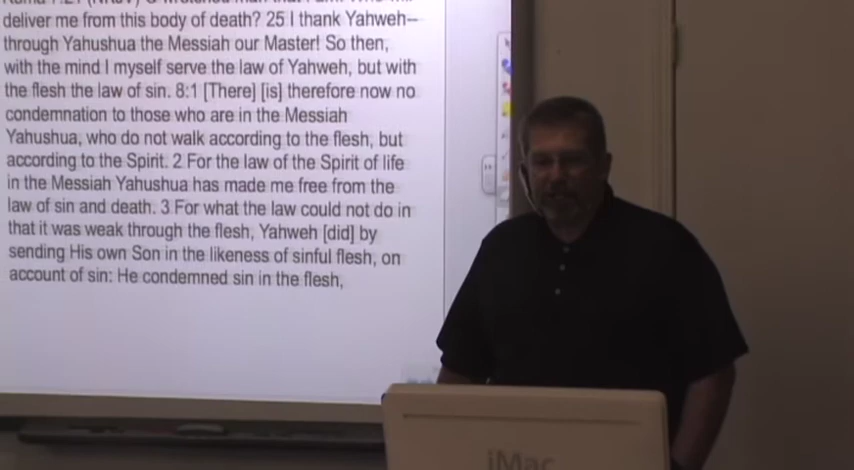 deliver me from this body of death? 25 I thank Yahweh--
through Yahushua the Messiah our Master! So then,
with the mind I myself serve the law of Yahweh, but with
the flesh the law of sin. 8:1 [There] [is] therefore now no
condemnation to those who are in the Messiah
Yahushua, who do not walk according to the flesh, but
according to the Spirit. 2 For the law of the Spirit of life
in the Messiah Yahushua has made me free from the
law of sin and death. 3 For what the law could not do in
that it was weak through the flesh, Yahweh [did] by
sending His own Son in the likeness of sinful flesh, on
account of sin: He condemned sin in the flesh,
iMac